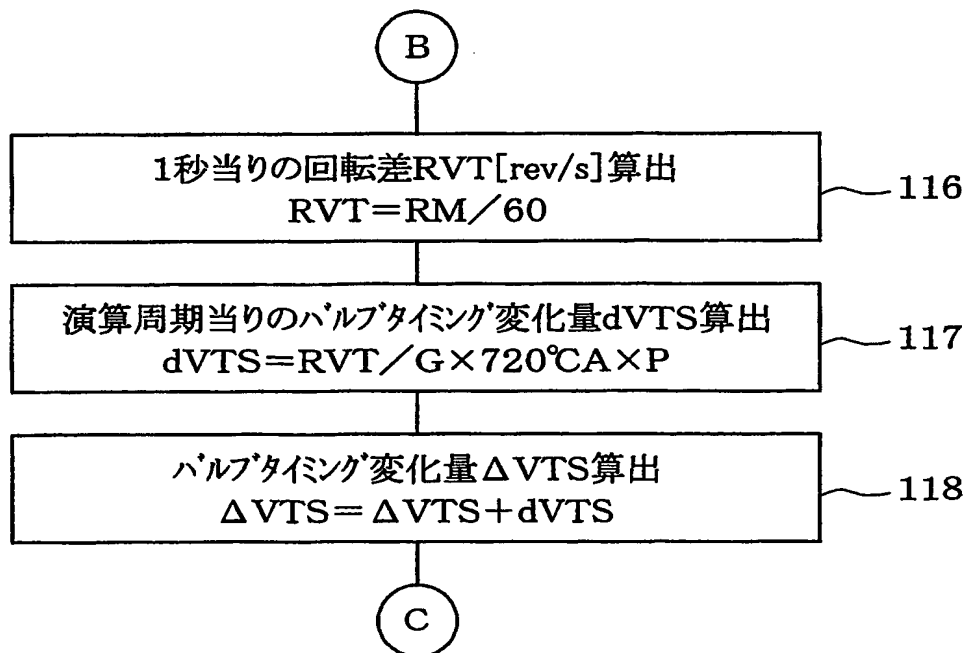 B
1秒当りの回転差RVT[rev/s]算出
RVT=RM/60
116
演算周期当りのバルブタイミング変化量dVTS算出
dVTS=RVT/G×720℃A×P
117
バルブタイミング変化量ΔVTS算出
ΔVTS=ΔVTS+dVTS
118
C